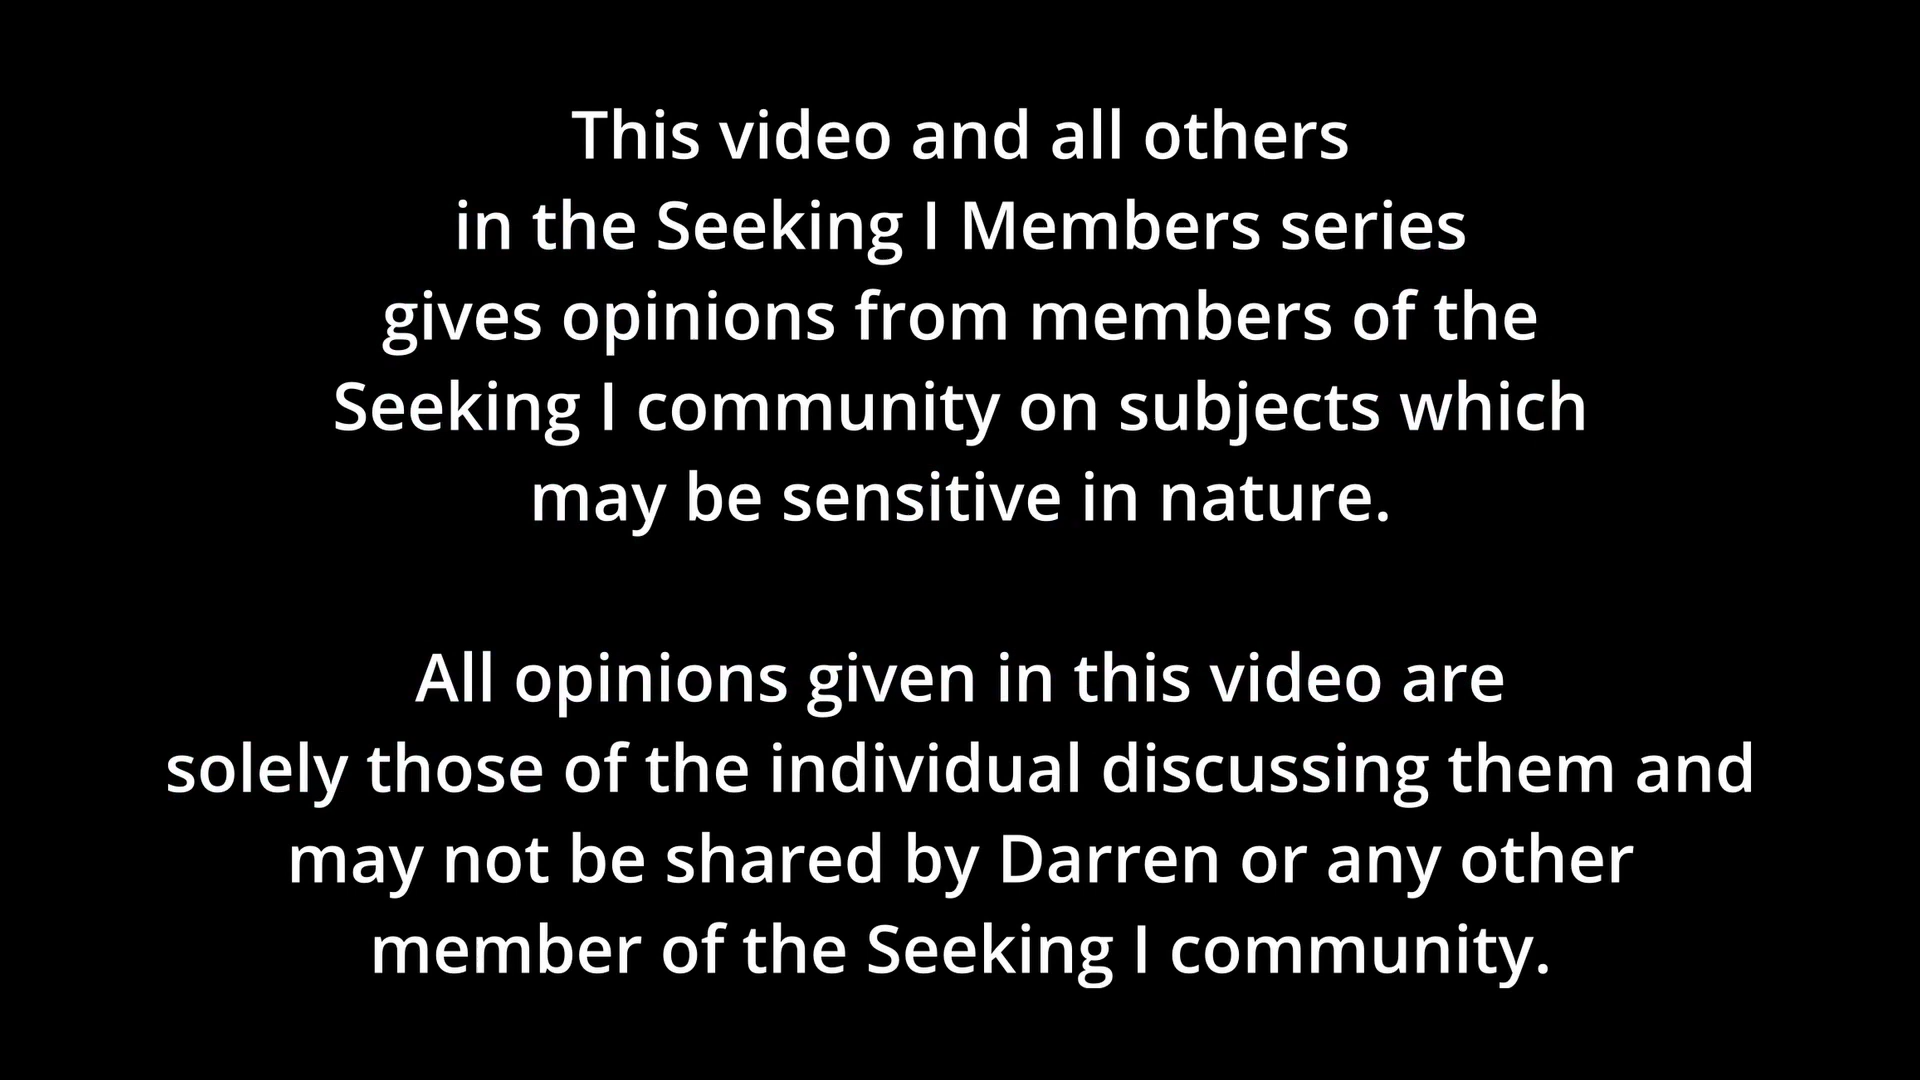 This video and all others
in the Seeking I Members series
gives opinions from members of the
Seeking I community on subjects which
may be sensitive in nature.
All opinions given in this video are
solely those of the individual discussing them and
may not be shared by Darren or any other
member of the Seeking I community.